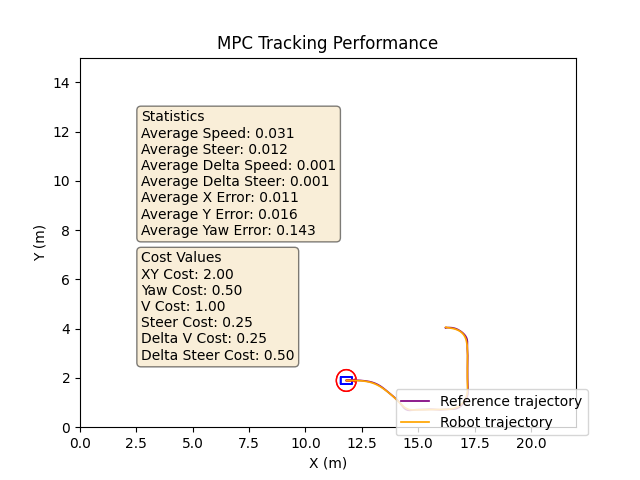 MPC Tracking Performance
14
12
10
8
6
4
2
0
Y (m)
Statistics
Average Speed: 0.031
Average Steer: 0.012
Average Delta Speed: 0.001
Average Delta Steer: 0.001
Average X Error: 0.011
Average Y Error: 0.016
Average Yaw Error: 0.143
Cost Values
XY Cost: 2.00
Yaw Cost: 0.50
V Cost: 1.00
Steer Cost: 0.25
Delta V Cost: 0.25
Delta Steer Cost: 0.50
Reference trajectory
Robot trajectory
0.0 2.5 5.0 7.5 10.0 12.5 15.0 17.5 20.0
X (m)